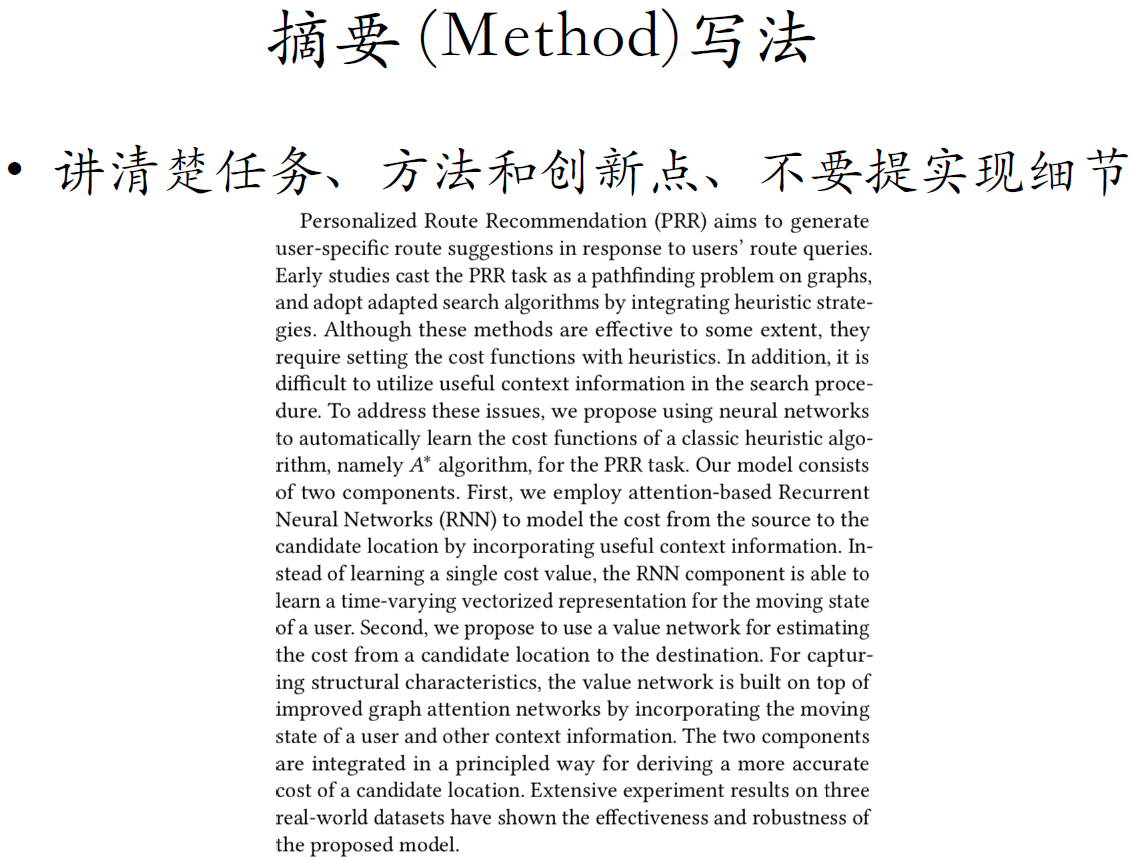 摘要(Method)写法
• 讲清楚任务、方法和创新点、不要提实现细节
Personalized Route Recommendation (PRR) aims to generate
user-specific route suggestions in response to users' route queries.
Early studies cast the PRR task as a pathfinding problem on graphs,
and adopt adapted search algorithms by integrating heuristic strate-
gies. Although these methods are effective to some extent, they
require setting the cost functions with heuristics. In addition, it is
difficult to utilize useful context information in the search proce-
dure. To address these issues, we propose using neural networks
to automatically learn the cost functions of a classic heuristic algo-
rithm, namely A* algorithm, for the PRR task. Our model consists
of two components. First, we employ attention-based Recurrent
Neural Networks (RNN) to model the cost from the source to the
candidate location by incorporating useful context information. In-
stead of learning a single cost value, the RNN component is able to
learn a time-varying vectorized representation for the moving state
of a user. Second, we propose to use a value network for estimating
the cost from a candidate location to the destination. For captur-
ing structural characteristics, the value network is built on top of
improved graph attention networks by incorporating the moving
state of a user and other context information. The two components
are integrated in a principled way for deriving a more accurate
cost of a candidate location. Extensive experiment results on three
real-world datasets have shown the effectiveness and robustness of
the proposed model.